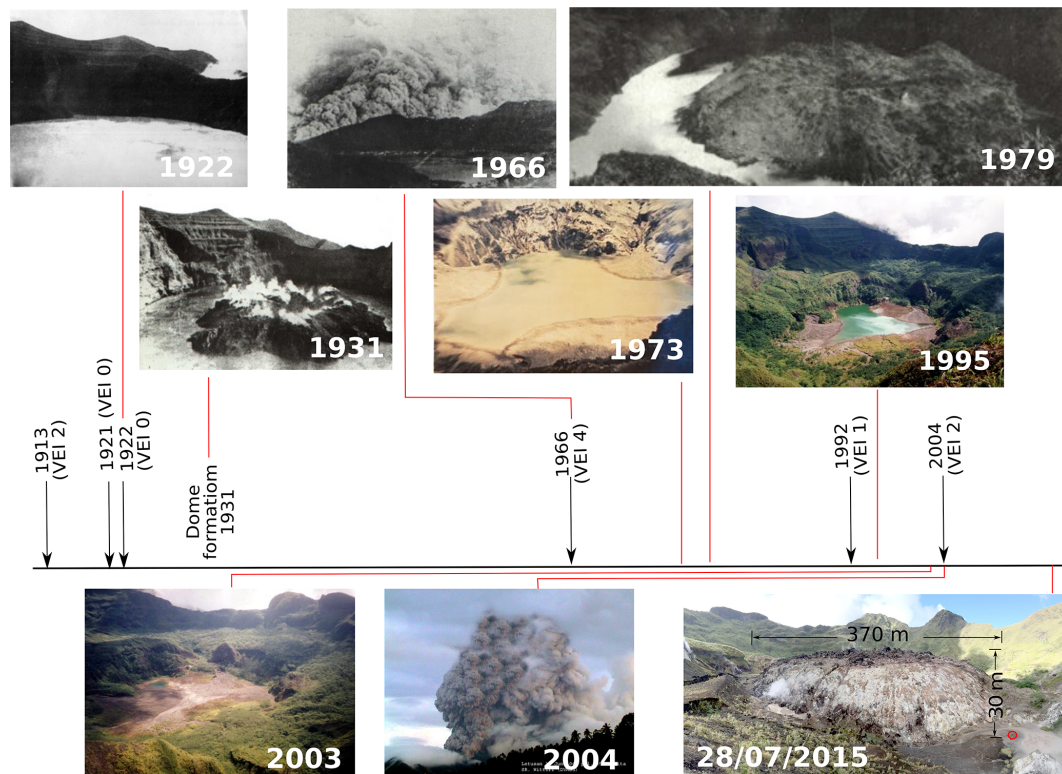 1922
1966
1979
1931
1973
1995
1913
(VEI 2)
1921 (VEI 0)
1922
(VEI 0)
Dome
formatiom
1931
1966
(VEI 4)
1992
(VEI 1)
2004
(VEI 2)
2003
2004
370 m
30 m
28/07/2015